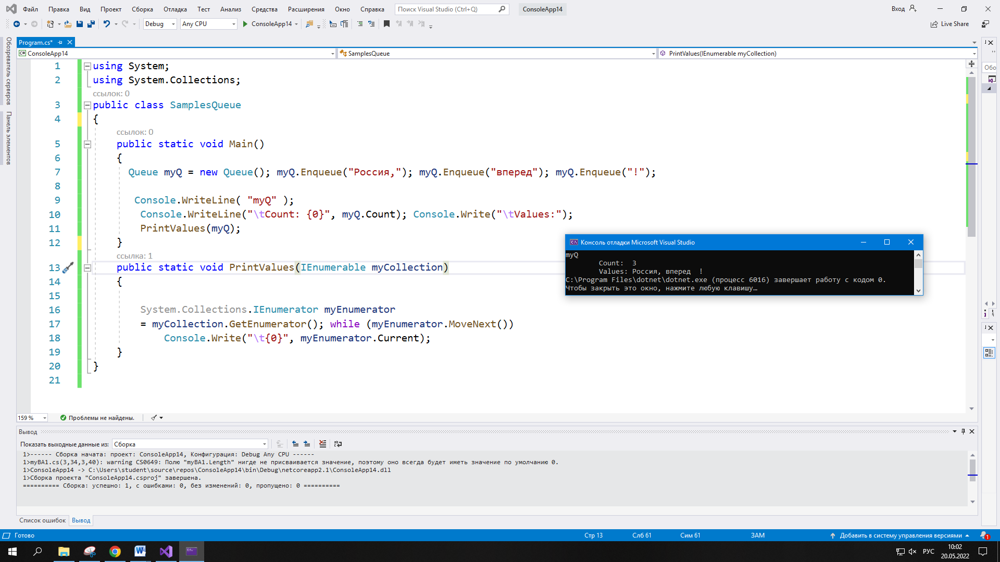 Файл Правка Вид Проект Сборка Отладка Тест Анализ Средства Расширения Окно Справка Поиск Visual Studio (Ctrl+Q) ConsoleApp14 Вход
Debug Any CPU ConsoleApp14 Live Share
Обозреватель серверов
Панель элементов
Program.cs*
ConsoleApp14 SamplesQueue PrintValues(IEnumerable myCollection)
Обо
1 using System;
2 using System.Collections;
ссылок: 0
3 public class SamplesQueue
4 {
ссылок: 0
5 public static void Main()
6 {
7 Queue myQ = new Queue(); myQ.Enqueue("Россия,"); myQ.Enqueue("вперед"); myQ.Enqueue("!");
8
9 Console.WriteLine( "myQ" );
10 Console.WriteLine("\tCount: {0}", myQ.Count); Console.Write("\tValues:");
11 PrintValues(myQ);
12 }
ссылка: 1
13 public static void PrintValues(IEnumerable myCollection)
14 {
15
16 System.Collections.IEnumerator myEnumerator
17 = myCollection.GetEnumerator(); while (myEnumerator.MoveNext())
18 Console.Write("\t{0}", myEnumerator.Current);
19 }
20 }
21
Консоль отладки Microsoft Visual Studio
myQ
Count: 3
Values: Россия, вперед !
C:\Program Files\dotnet\dotnet.exe (процесс 6016) завершает работу с кодом 0.
Чтобы закрыть это окно, нажмите любую клавишу…
159 % Проблемы не найдены.
Вывод
Показать выходные данные из: Сборка
1>------ Сборка начата: проект: ConsoleApp14, Конфигурация: Debug Any CPU ------
1>myBA1.cs(3,34,3,40): warning CS0649: Полю "myBA1.Length" нигде не присваивается значение, поэтому оно всегда будет иметь значение по умолчанию 0.
1>ConsoleApp14 -> C:\Users\student\source\repos\ConsoleApp14\bin\Debug\netcoreapp2.1\ConsoleApp14.dll
1>Сборка проекта "ConsoleApp14.csproj" завершена.
========== Сборка: успешно: 1, с ошибками: 0, без изменений: 0, пропущено: 0 ==========
Список ошибок Вывод
Готово Стр 13 Слб 61 Сим 61 ЗАМ Добавить в систему управления версиями 1
РУС 10:02
20.05.2022